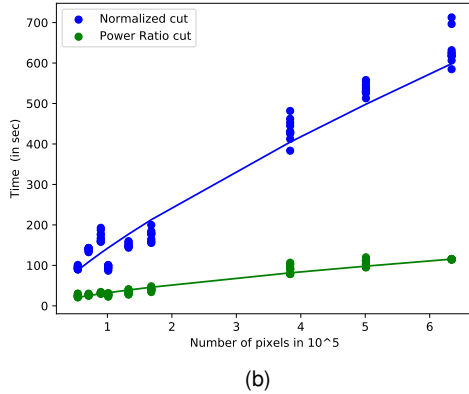 Normalized cut
Power Ratio cut
700
600
500
400
300
200
100
0
Time (in sec)
1 2 3 4 5 6
Number of pixels in 10^5
(b)